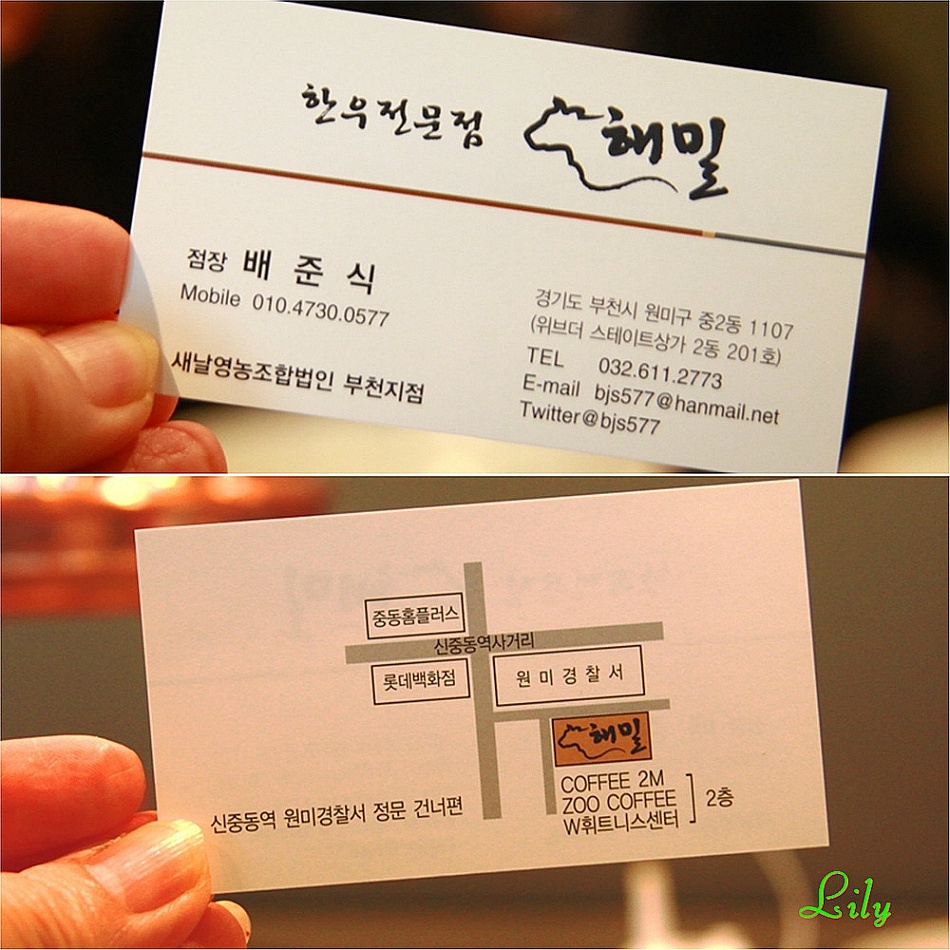 한우전문점 해밀
점장 배 준 식
Mobile 010.4730.0577
새날영농조합법인 부천지점
경기도 부천시 원미구 중2동 1107
(위브더 스테이트상가 2동 201호)
TEL 032.611.2773
E-mail bjs577@hanmail.net
Twitter@bjs577
중동홈플러스
신중동역사거리
롯데백화점
원미경찰서
해밀
COFFEE 2M
ZOO COFFEE
W휘트니스센터
2층
신중동역 원미경찰서 정문 건너편
Lily